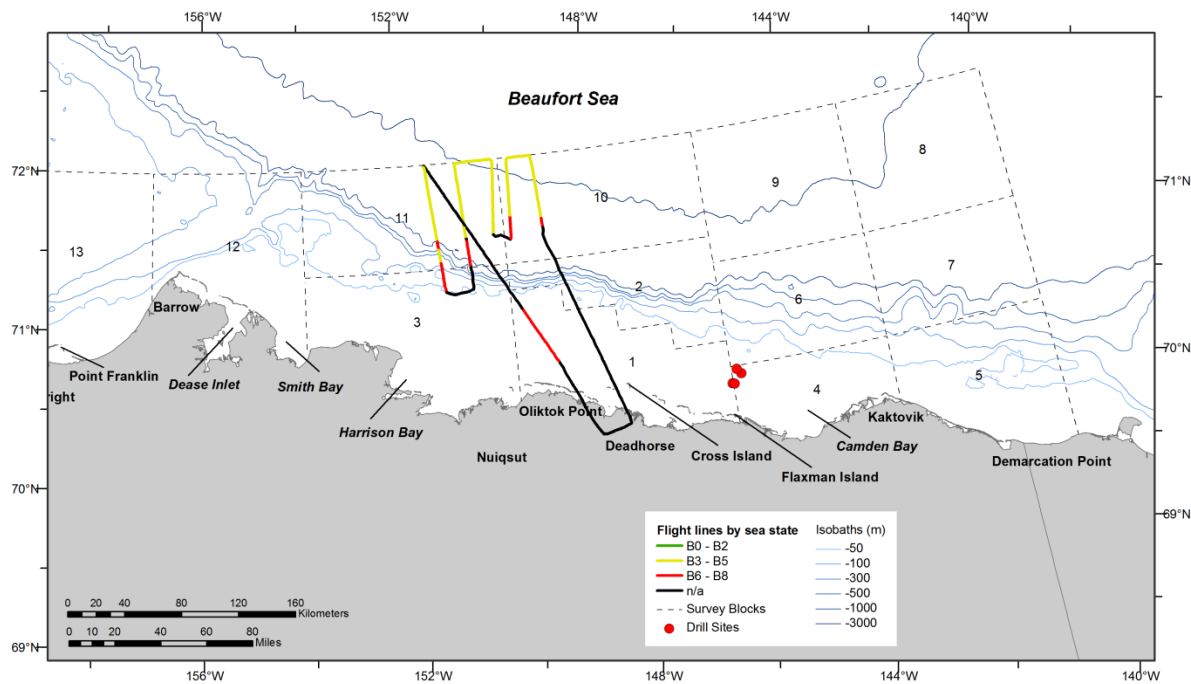 156°W 152°W 148°W 144°W 140°W
Beaufort Sea
72°N
71°N
8
9
10
11
12
13
7
2
6
3
71°N
70°N
Barrow
Point Franklin
right
Dease Inlet
Smith Bay
Harrison Bay
1
4
5
Oliktok Point
Nuiqsut
Deadhorse
Cross Island
Flaxman Island
Kaktovik
Camden Bay
Demarcation Point
70°N
69°N
Flight lines by sea state
B0 - B2
B3 - B5
B6 - B8
n/a
Survey Blocks
Drill Sites
Isobaths (m)
-50
-100
-300
-500
-1000
-3000
0 20 40 80 120 160
Kilometers
0 10 20 40 60 80
Miles
69°N
156°W 152°W 148°W 144°W 140°W